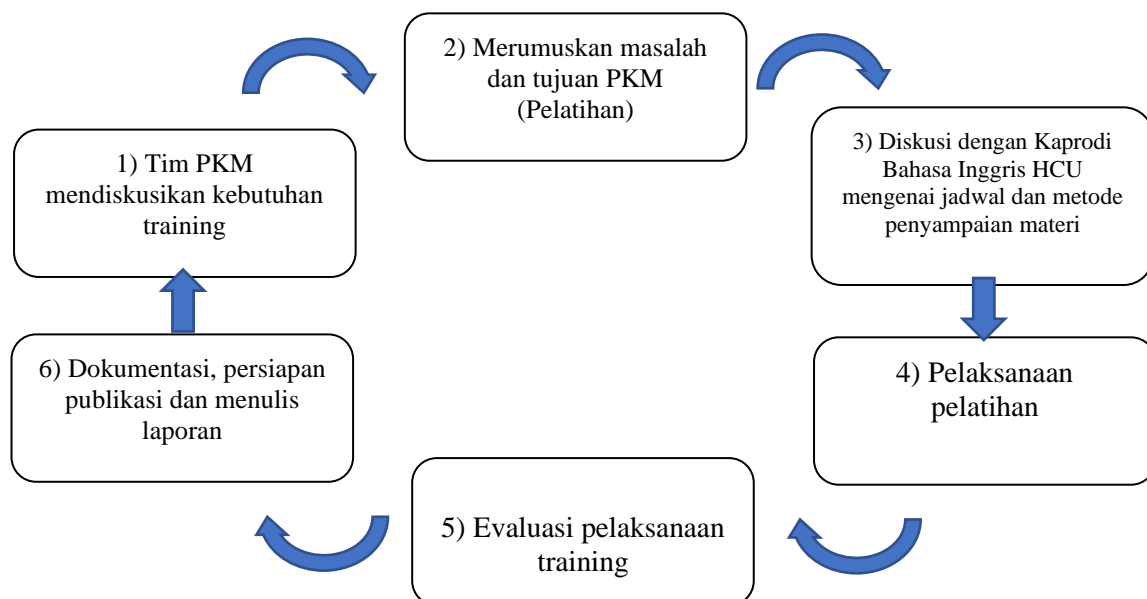 1) Tim PKM
mendiskusikan kebutuhan
training
2) Merumuskan masalah
dan tujuan PKM
(Pelatihan)
3) Diskusi dengan Kaprodi
Bahasa Inggris HCU
mengenai jadwal dan metode
penyampaian materi
4) Pelaksanaan
pelatihan
5) Evaluasi pelaksanaan
training
6) Dokumentasi, persiapan
publikasi dan menulis
laporan